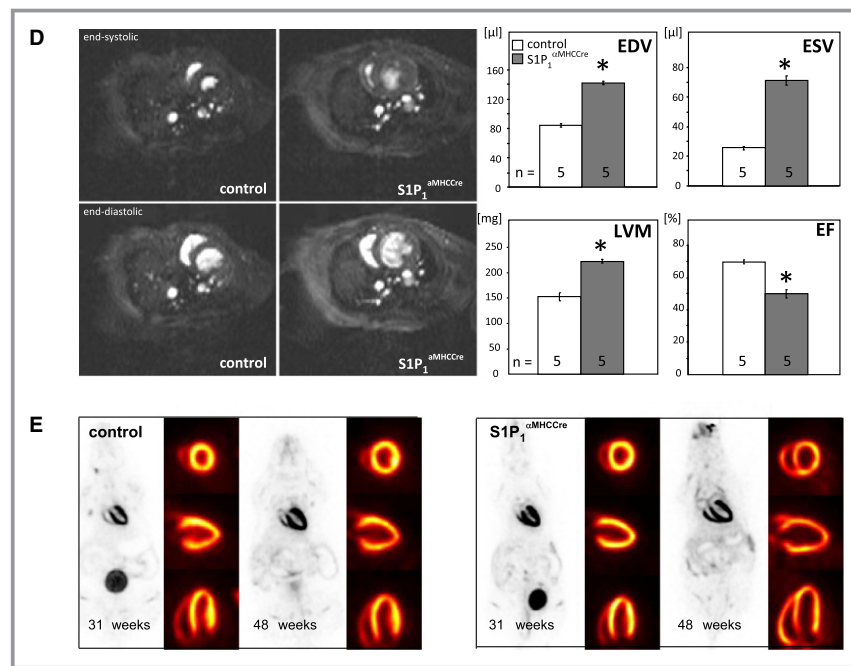 D
end-systolic
control
S1P1aMHCCre
end-diastolic
control
S1P1aMHCCre
[µl]
EDV
control
S1P1αMHCCre
*
160
120
80
40
0
n = 5 5
[µl]
ESV
*
80
60
40
20
0
5 5
[mg]
LVM
*
250
200
150
100
50
0
n = 5 5
[%]
EF
*
80
60
40
20
0
5 5
E
control
31 weeks
48 weeks
S1P1αMHCCre
31 weeks
48 weeks